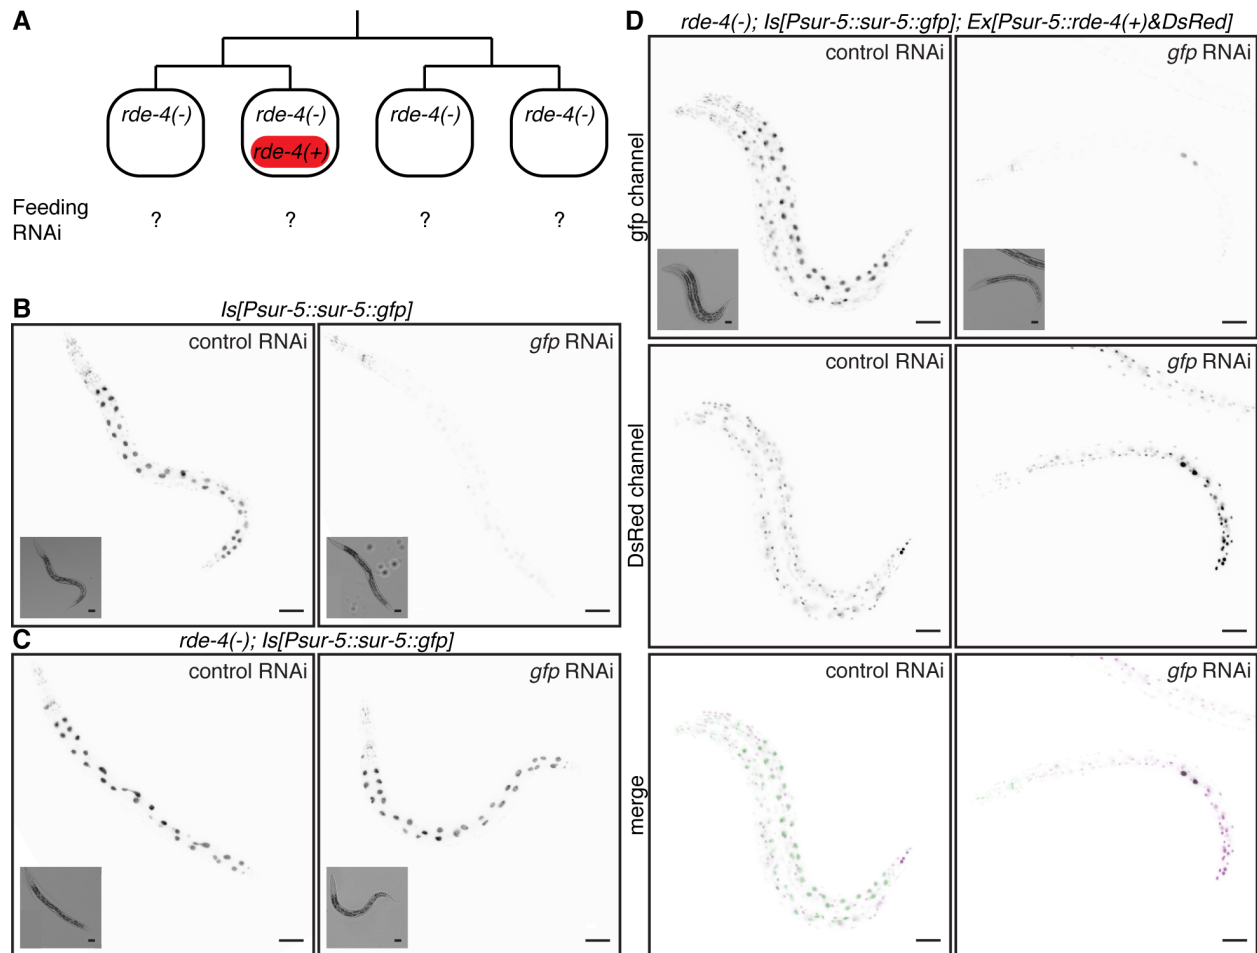 A
rde-4(-)
rde-4(-)
rde-4(-)
rde-4(-)
rde-4(+)
Feeding
RNAi
?
?
?
?
B
Is[Psur-5::sur-5::gfp]
control RNAi
gfp RNAi
C
rde-4(-); Is[Psur-5::sur-5::gfp]
control RNAi
gfp RNAi
D
rde-4(-); Is[Psur-5::sur-5::gfp]; Ex[Psur-5::rde-4(+)&DsRed]
gfp channel
control RNAi
gfp RNAi
DsRed channel
control RNAi
gfp RNAi
merge
control RNAi
gfp RNAi